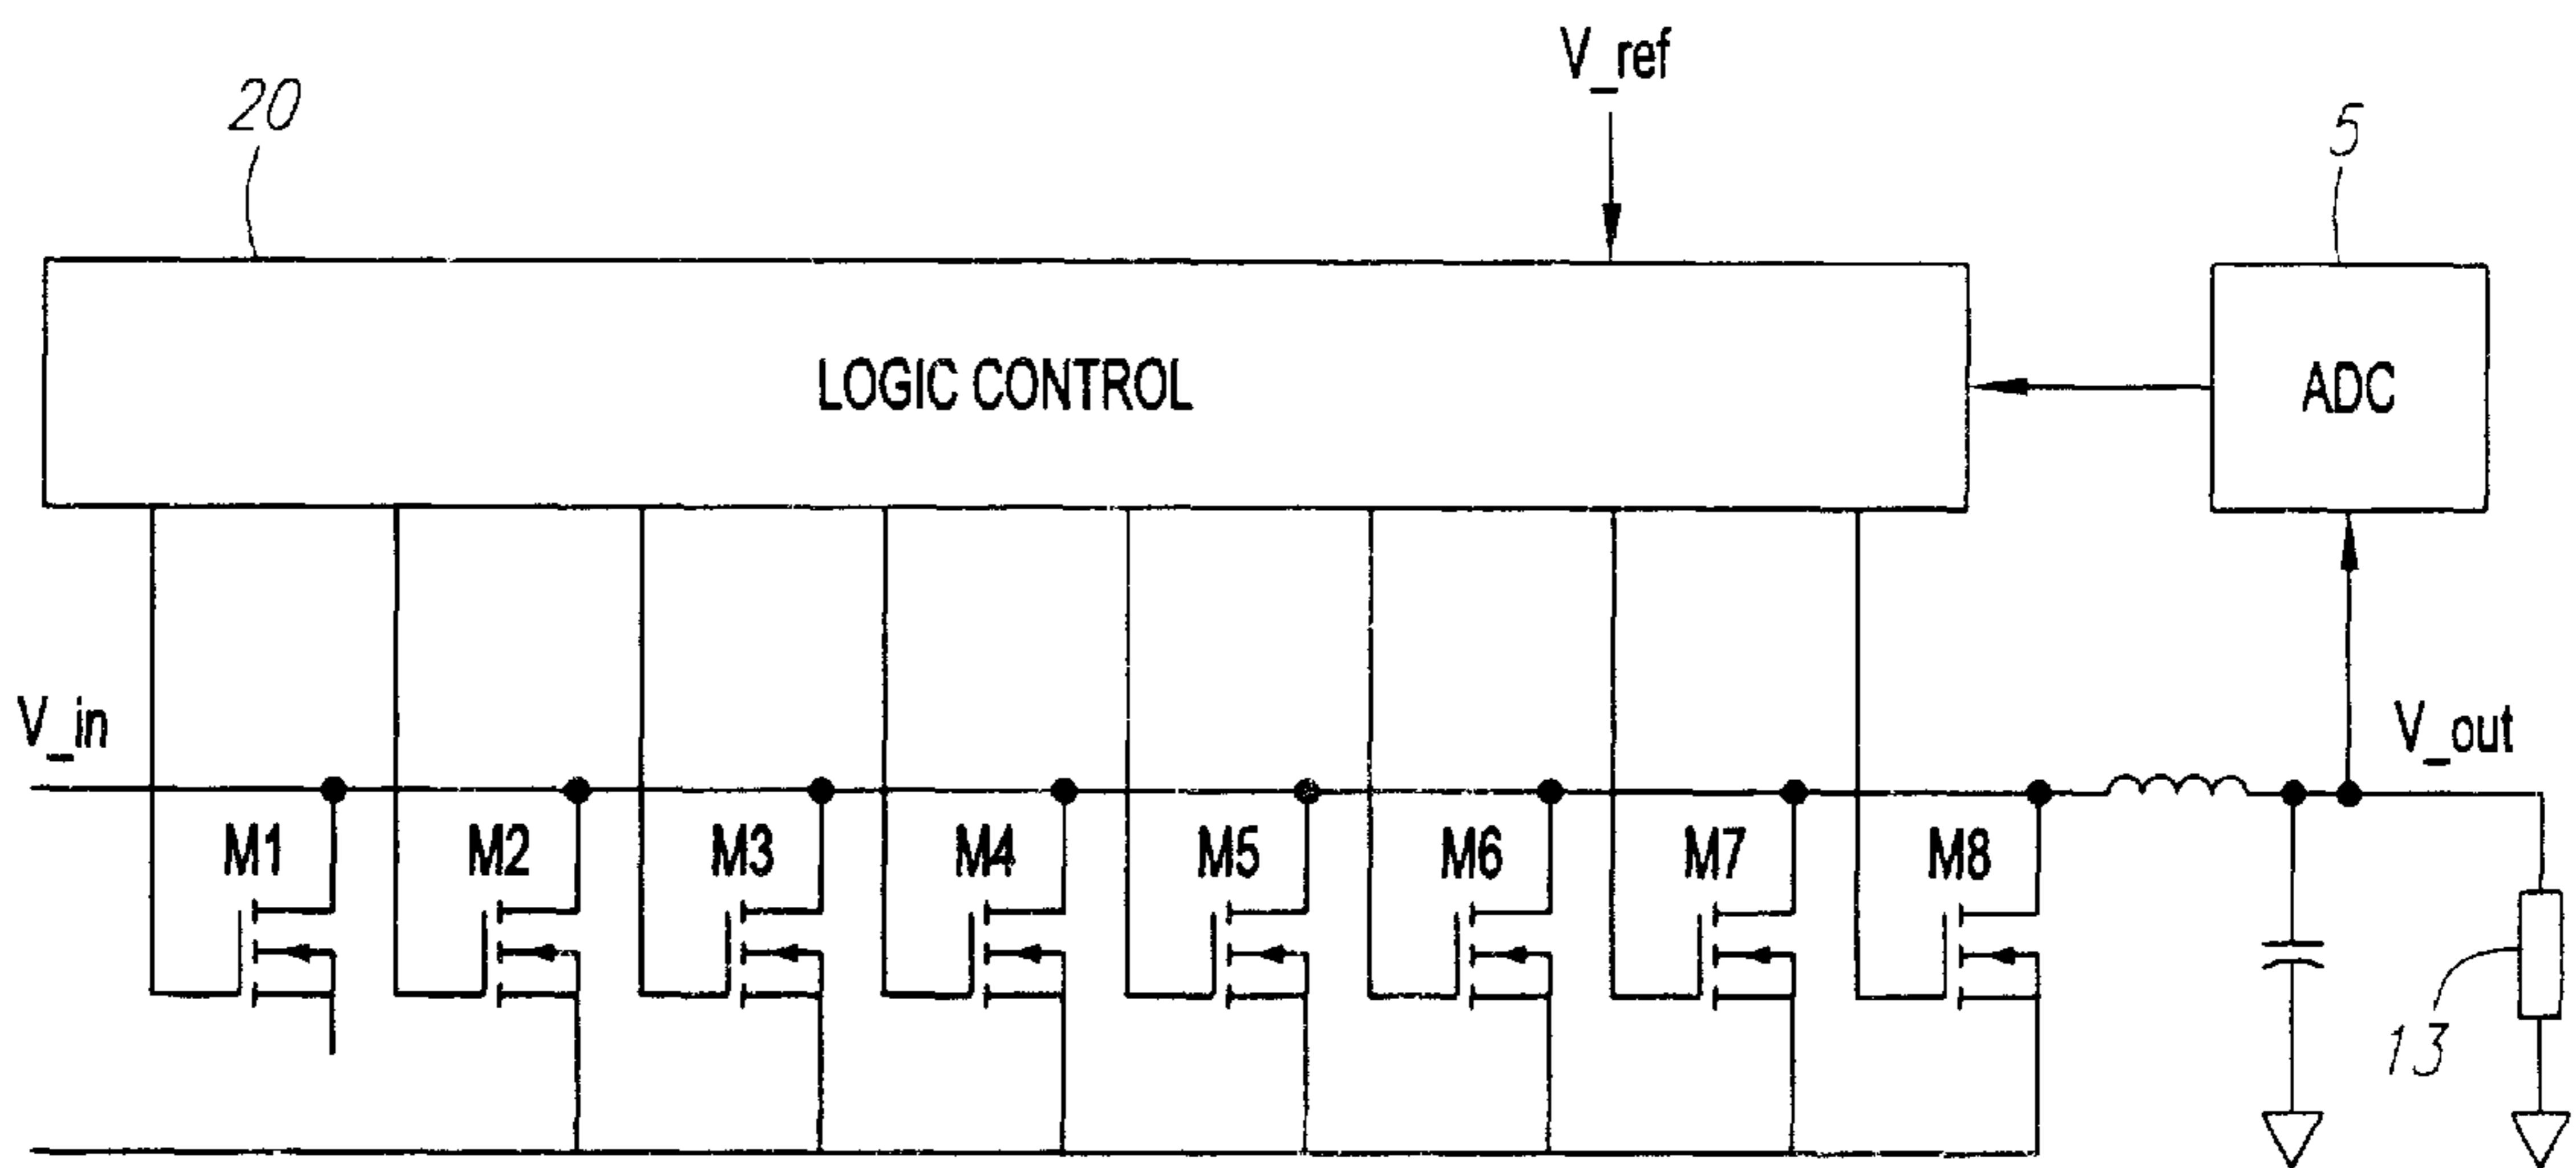 V_ref
20
5
LOGIC CONTROL
ADC
V_in
V_out
M1
M2
M3
M4
M5
M6
M7
M8
13